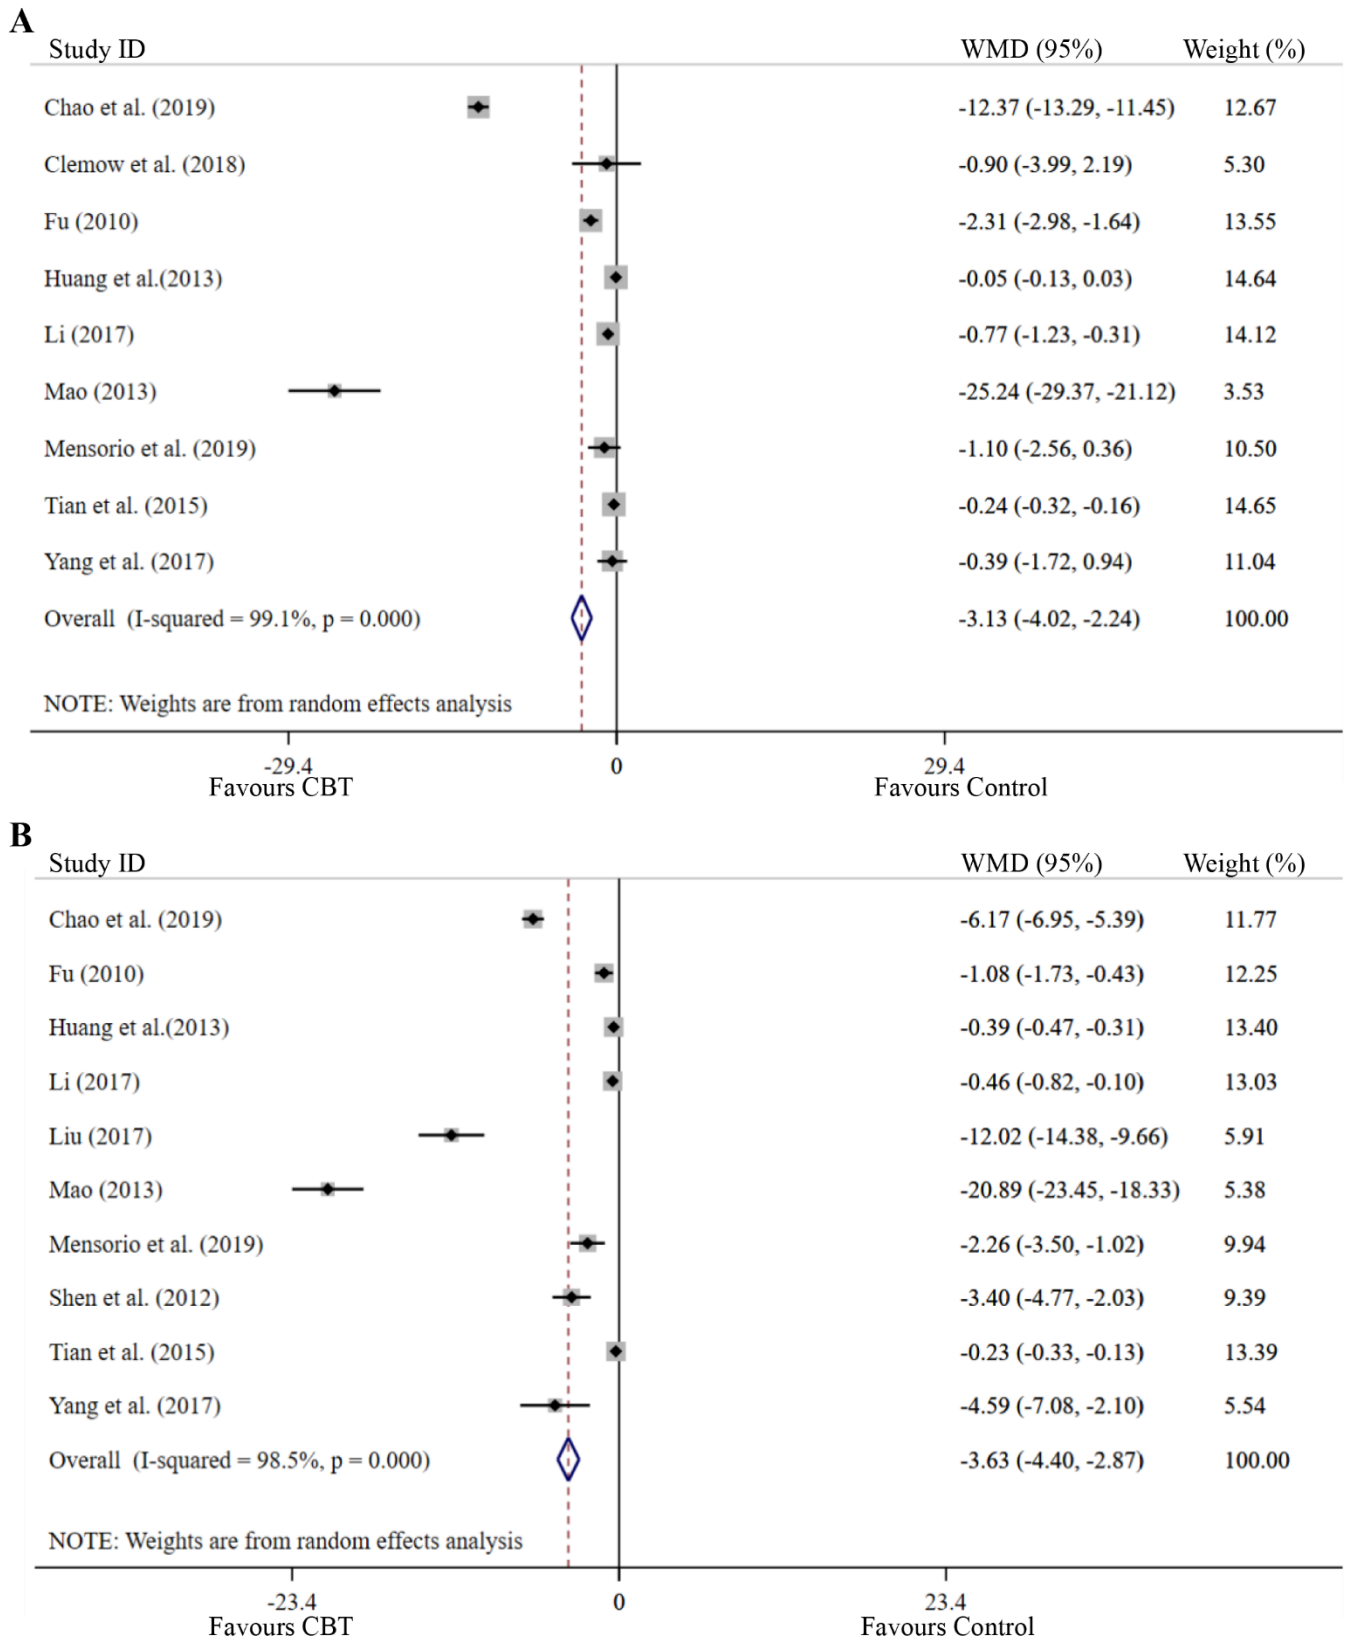 A
Study ID WMD (95%) Weight (%)
Chao et al. (2019) -12.37 (-13.29, -11.45) 12.67
Clemow et al. (2018) -0.90 (-3.99, 2.19) 5.30
Fu (2010) -2.31 (-2.98, -1.64) 13.55
Huang et al.(2013) -0.05 (-0.13, 0.03) 14.64
Li (2017) -0.77 (-1.23, -0.31) 14.12
Mao (2013) -25.24 (-29.37, -21.12) 3.53
Mensorio et al. (2019) -1.10 (-2.56, 0.36) 10.50
Tian et al. (2015) -0.24 (-0.32, -0.16) 14.65
Yang et al. (2017) -0.39 (-1.72, 0.94) 11.04
Overall (I-squared = 99.1%, p = 0.000) -3.13 (-4.02, -2.24) 100.00
NOTE: Weights are from random effects analysis
-29.4 0 29.4
Favours CBT Favours Control
B
Study ID WMD (95%) Weight (%)
Chao et al. (2019) -6.17 (-6.95, -5.39) 11.77
Fu (2010) -1.08 (-1.73, -0.43) 12.25
Huang et al.(2013) -0.39 (-0.47, -0.31) 13.40
Li (2017) -0.46 (-0.82, -0.10) 13.03
Liu (2017) -12.02 (-14.38, -9.66) 5.91
Mao (2013) -20.89 (-23.45, -18.33) 5.38
Mensorio et al. (2019) -2.26 (-3.50, -1.02) 9.94
Shen et al. (2012) -3.40 (-4.77, -2.03) 9.39
Tian et al. (2015) -0.23 (-0.33, -0.13) 13.39
Yang et al. (2017) -4.59 (-7.08, -2.10) 5.54
Overall (I-squared = 98.5%, p = 0.000) -3.63 (-4.40, -2.87) 100.00
NOTE: Weights are from random effects analysis
-23.4 0 23.4
Favours CBT Favours Control